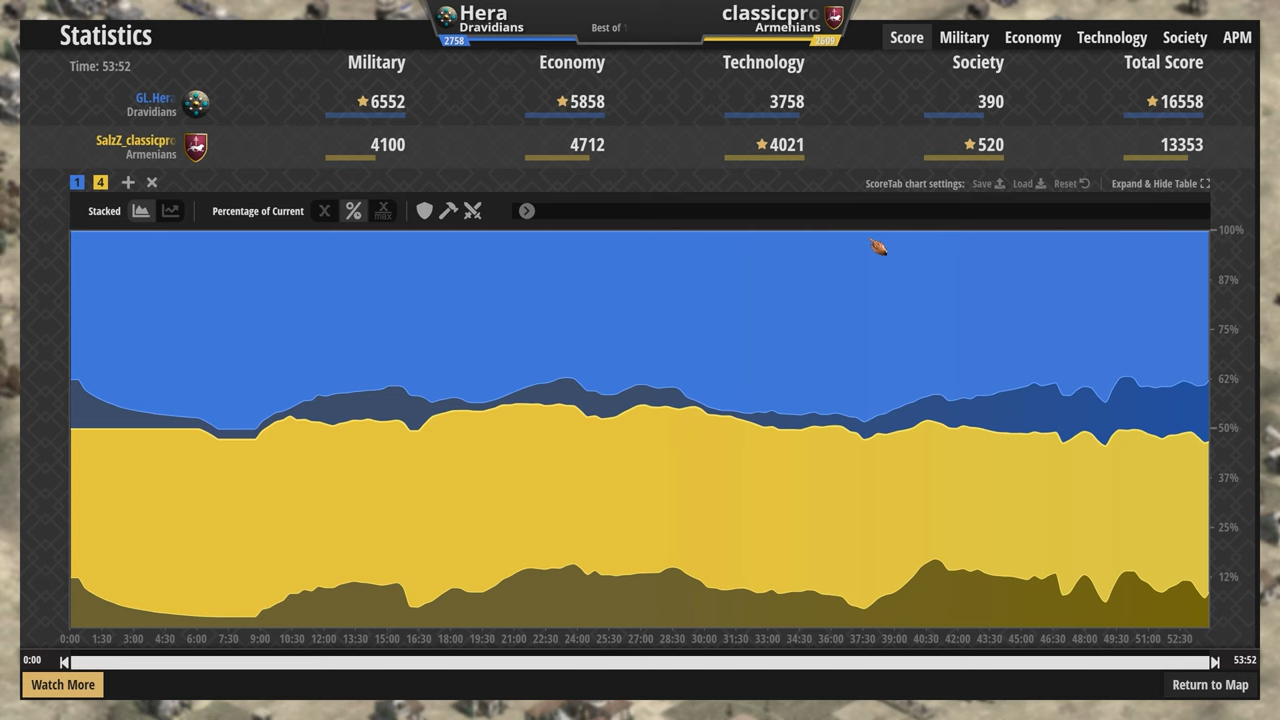 Hera
Dravidians
2758
Best of
classicpro
Armenians
2609
Statistics
Score Military Economy Technology Society APM
Time: 53:52
Military Economy Technology Society Total Score
GL.Hera
Dravidians
6552 5858 3758 390 16558
SalzZ_classicpro
Armenians
4100 4712 4021 520 13353
1 4
ScoreTab chart settings: Save Load Reset Expand & Hide Table
Stacked Percentage of Current X % X max
100%
87%
75%
62%
50%
37%
25%
12%
0:00 1:30 3:00 4:30 6:00 7:30 9:00 10:30 12:00 13:30 15:00 16:30 18:00 19:30 21:00 22:30 24:00 25:30 27:00 28:30 30:00 31:30 33:00 34:30 36:00 37:30 39:00 40:30 42:00 43:30 45:00 46:30 48:00 49:30 51:00 52:30
0:00 53:52
Watch More Return to Map